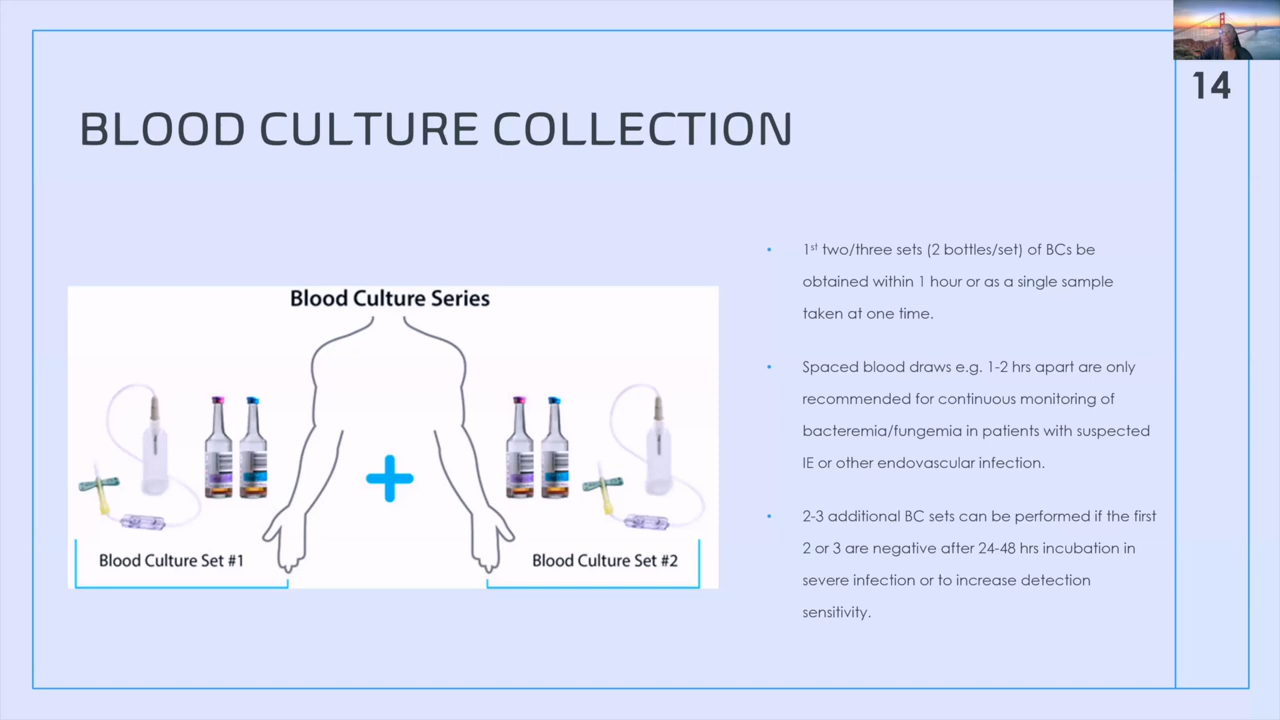 14
BLOOD CULTURE COLLECTION
Blood Culture Series
Blood Culture Set #1
Blood Culture Set #2
• 1st two/three sets (2 bottles/set) of BCs be
obtained within 1 hour or as a single sample
taken at one time.
• Spaced blood draws e.g. 1-2 hrs apart are only
recommended for continuous monitoring of
bacteremia/fungemia in patients with suspected
IE or other endovascular infection.
• 2-3 additional BC sets can be performed if the first
2 or 3 are negative after 24-48 hrs incubation in
severe infection or to increase detection
sensitivity.